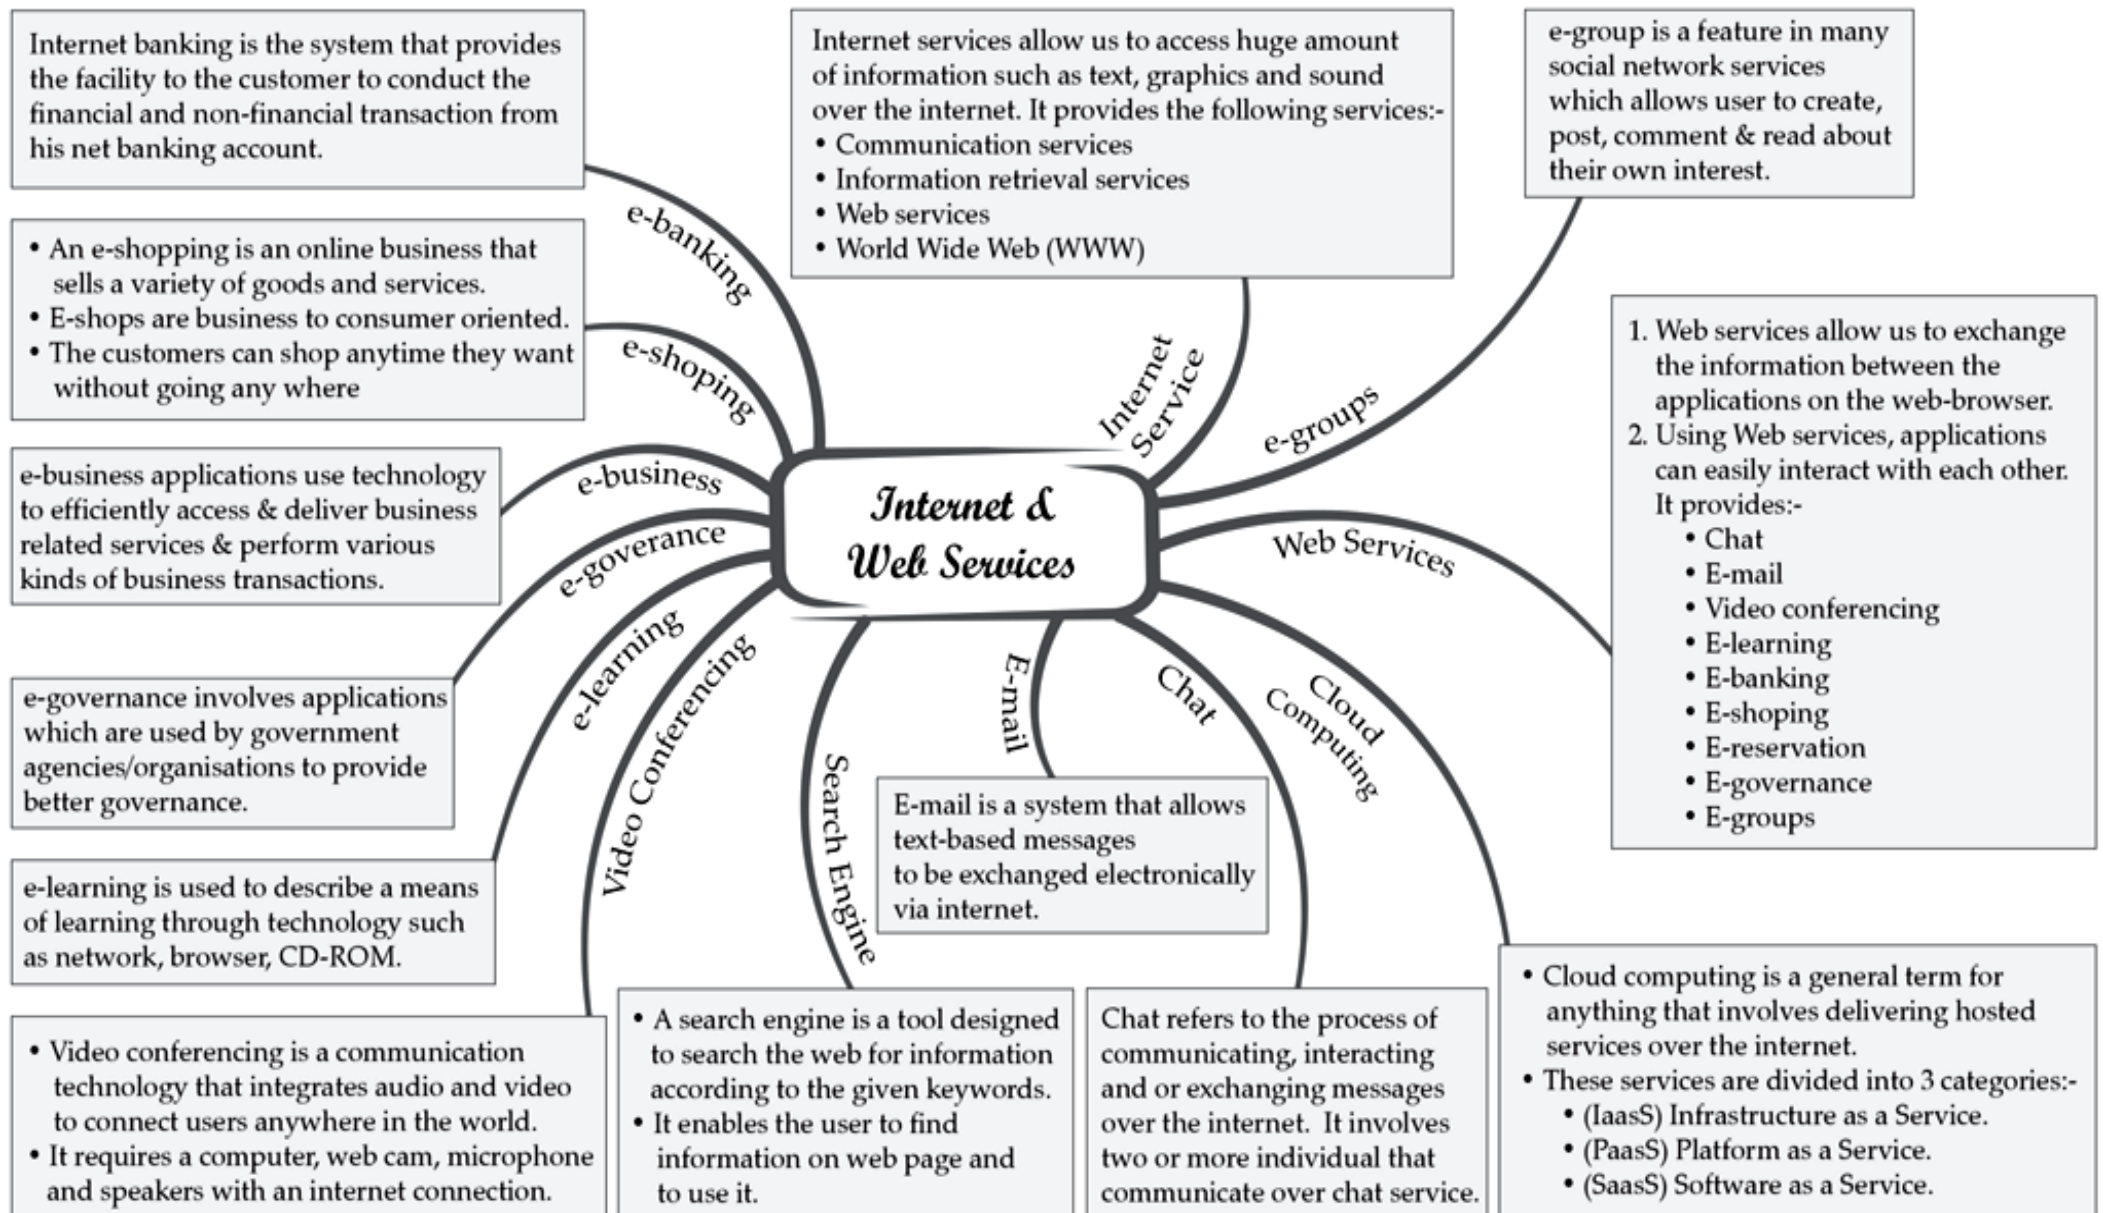 Internet banking is the system that provides
the facility to the customer to conduct the
financial and non-financial transaction from
his net banking account.
e-banking
• An e-shopping is an online business that
sells a variety of goods and services.
• E-shops are business to consumer oriented.
• The customers can shop anytime they want
without going any where
e-shoping
e-business applications use technology
to efficiently access & deliver business
related services & perform various
kinds of business transactions.
e-business
e-governance involves applications
which are used by government
agencies/organisations to provide
better governance.
e-goverance
e-learning is used to describe a means
of learning through technology such
as network, browser, CD-ROM.
e-learning
• Video conferencing is a communication
technology that integrates audio and video
to connect users anywhere in the world.
• It requires a computer, web cam, microphone
and speakers with an internet connection.
Video Conferencing
Internet &
Web Services
Internet services allow us to access huge amount
of information such as text, graphics and sound
over the internet. It provides the following services:-
• Communication services
• Information retrieval services
• Web services
• World Wide Web (WWW)
Internet
Service
e-group is a feature in many
social network services
which allows user to create,
post, comment & read about
their own interest.
e-groups
1. Web services allow us to exchange
the information between the
applications on the web-browser.
2. Using Web services, applications
can easily interact with each other.
It provides:-
• Chat
• E-mail
• Video conferencing
• E-learning
• E-banking
• E-shoping
• E-reservation
• E-governance
• E-groups
Web Services
Search Engine
• A search engine is a tool designed
to search the web for information
according to the given keywords.
• It enables the user to find
information on web page and
to use it.
E-mail
E-mail is a system that allows
text-based messages
to be exchanged electronically
via internet.
Chat
Chat refers to the process of
communicating, interacting
and or exchanging messages
over the internet. It involves
two or more individual that
communicate over chat service.
Cloud
Computing
• Cloud computing is a general term for
anything that involves delivering hosted
services over the internet.
• These services are divided into 3 categories:-
• (IaasS) Infrastructure as a Service.
• (PaasS) Platform as a Service.
• (SaasS) Software as a Service.